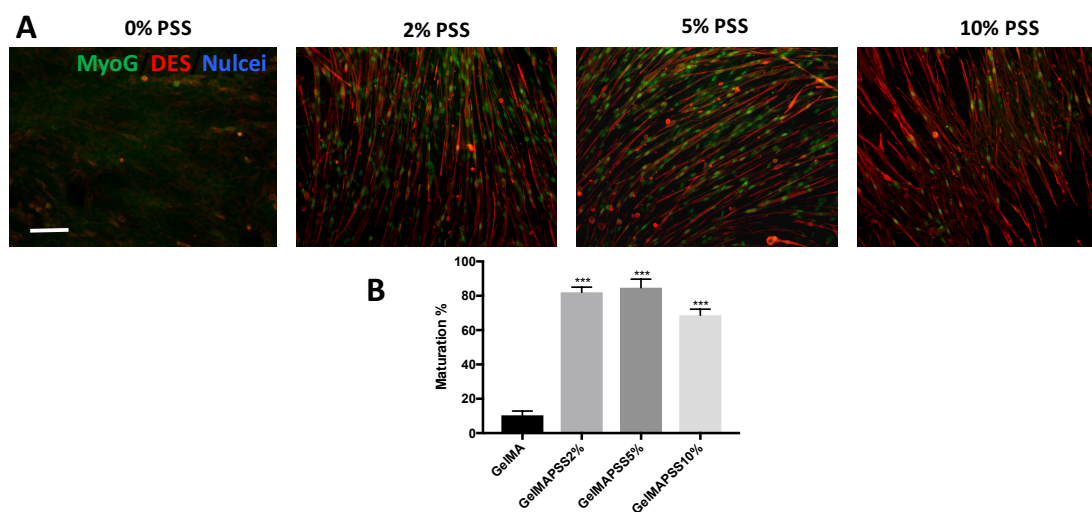 A
0% PSS
2% PSS
5% PSS
10% PSS
MyoG DES Nulcei
B
Maturation %
100
80
60
40
20
0
***
***
***
GelMA
GelMAPSS2%
GelMAPSS5%
GelMAPSS10%